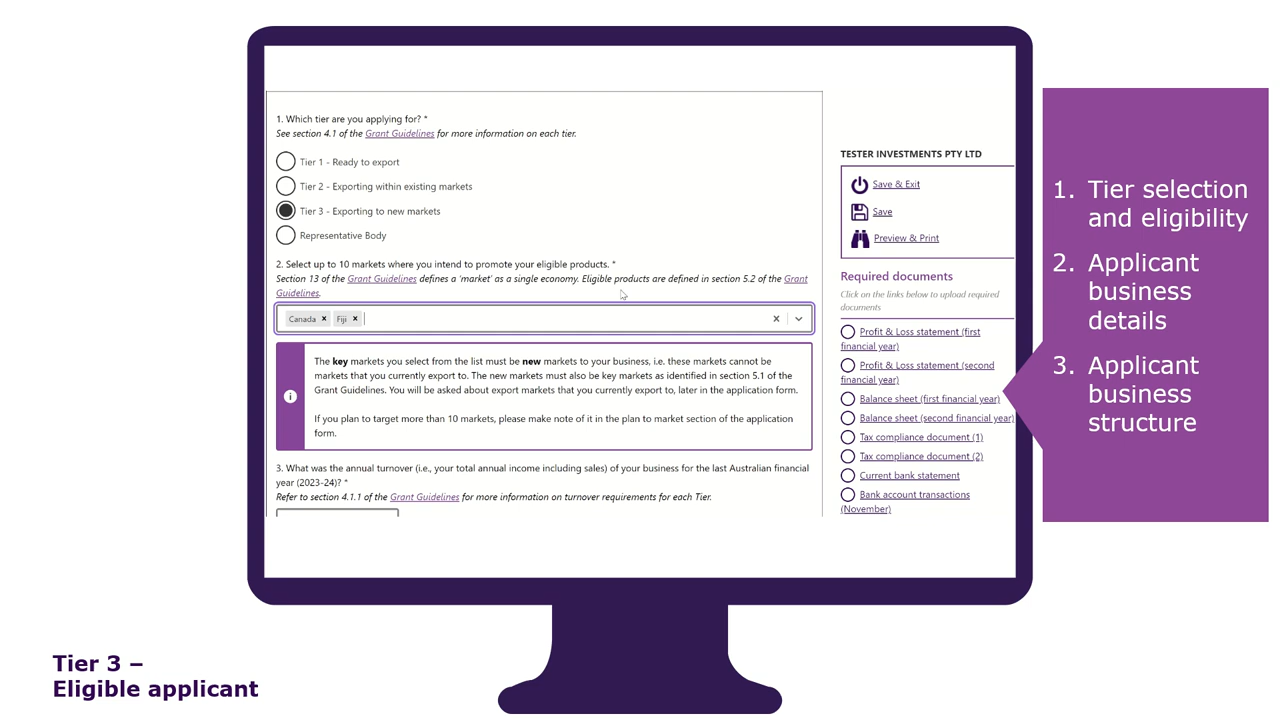 1. Which tier are you applying for? *
See section 4.1 of the Grant Guidelines for more information on each tier.
Tier 1 - Ready to export
Tier 2 - Exporting within existing markets
Tier 3 - Exporting to new markets
Representative Body
2. Select up to 10 markets where you intend to promote your eligible products. *
Section 13 of the Grant Guidelines defines a 'market' as a single economy. Eligible products are defined in section 5.2 of the Grant
Guidelines.
Canada × Fiji ×
The key markets you select from the list must be new markets to your business, i.e. these markets cannot be
markets that you currently export to. The new markets must also be key markets as identified in section 5.1 of the
Grant Guidelines. You will be asked about export markets that you currently export to, later in the application form.
If you plan to target more than 10 markets, please make note of it in the plan to market section of the application
form.
3. What was the annual turnover (i.e., your total annual income including sales) of your business for the last Australian financial
year (2023-24)? *
Refer to section 4.1.1 of the Grant Guidelines for more information on turnover requirements for each Tier.
TESTER INVESTMENTS PTY LTD
Save & Exit
Save
Preview & Print
Required documents
Click on the links below to upload required
documents
Profit & Loss statement (first
financial year)
Profit & Loss statement (second
financial year)
Balance sheet (first financial year)
Balance sheet (second financial year)
Tax compliance document (1)
Tax compliance document (2)
Current bank statement
Bank account transactions
(November)
1. Tier selection
and eligibility
2. Applicant
business
details
3. Applicant
business
structure
Tier 3 –
Eligible applicant